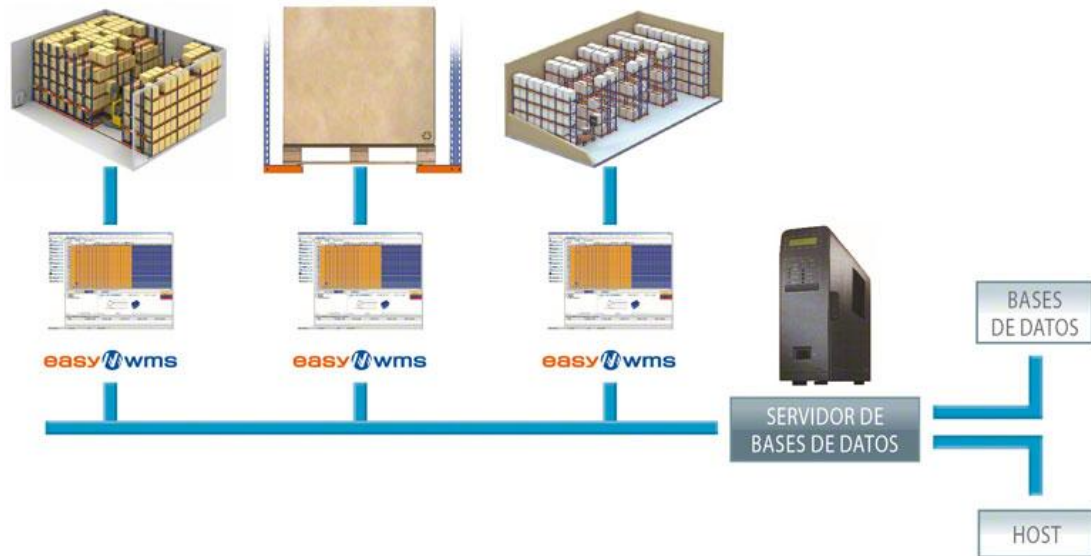 easy wms
easy wms
easy wms
BASES
DE DATOS
SERVIDOR DE
BASES DE DATOS
HOST